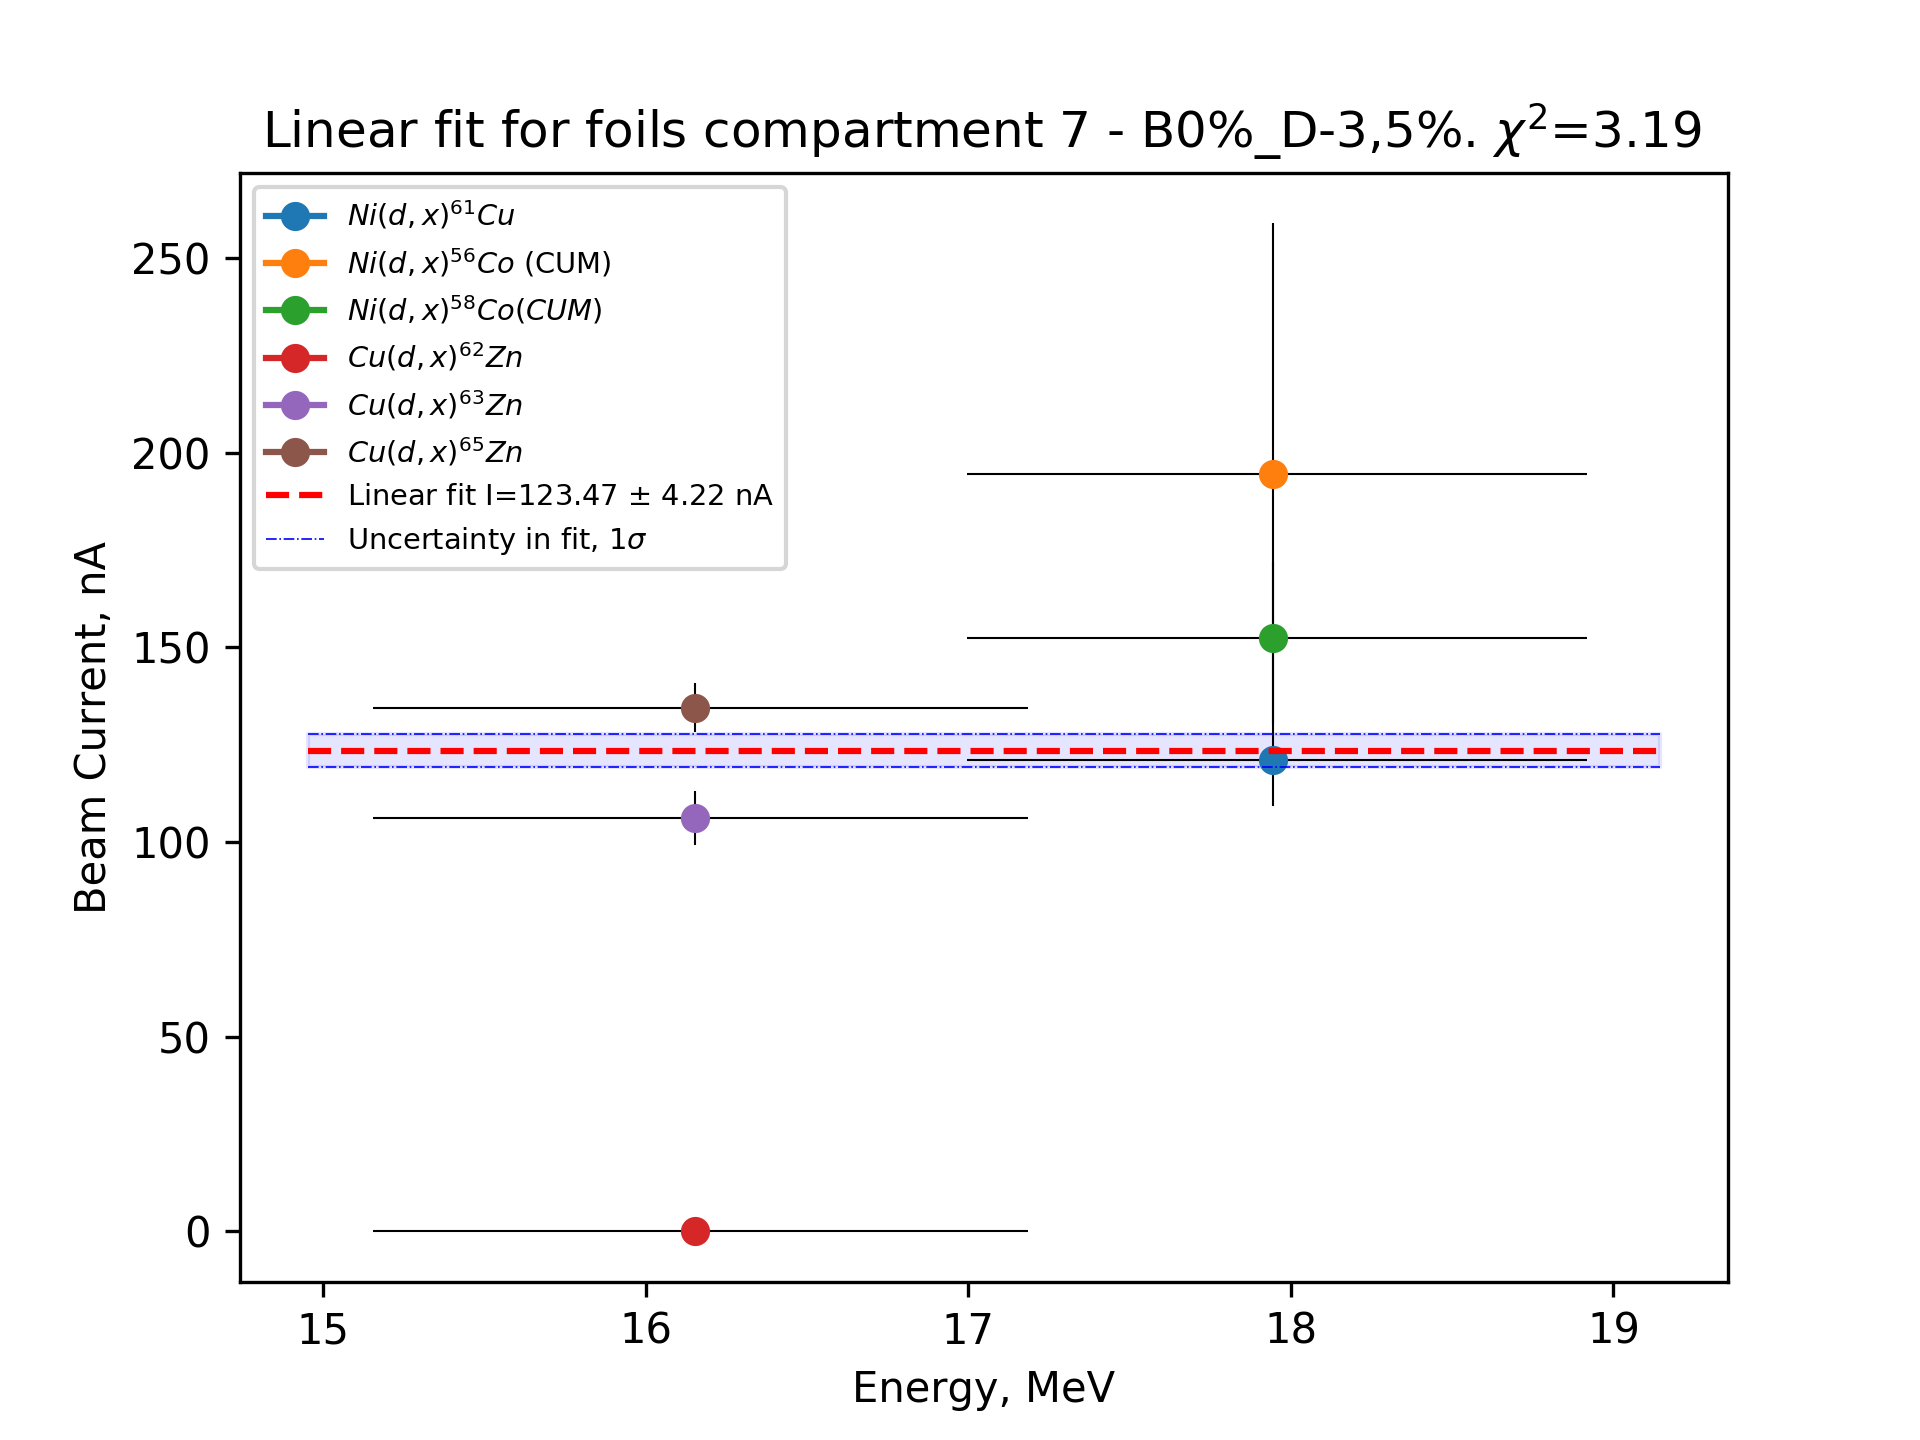 Linear fit for foils compartment 7 - B0%_D-3,5%. χ²=3.19
Ni(d, x)⁶¹Cu
Ni(d, x)⁵⁶Co (CUM)
Ni(d, x)⁵⁸Co(CUM)
Cu(d, x)⁶²Zn
Cu(d, x)⁶³Zn
Cu(d, x)⁶⁵Zn
Linear fit I=123.47 ± 4.22 nA
Uncertainty in fit, 1σ
Beam Current, nA
250
200
150
100
50
0
15 16 17 18 19
Energy, MeV